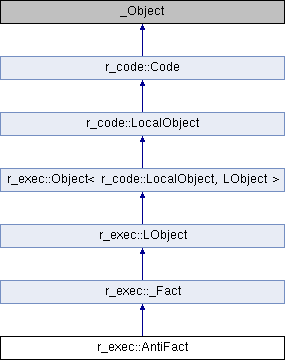 _Object
r_code::Code
r_code::LocalObject
r_exec::Object< r_code::LocalObject, LObject >
r_exec::LObject
r_exec::_Fact
r_exec::AntiFact